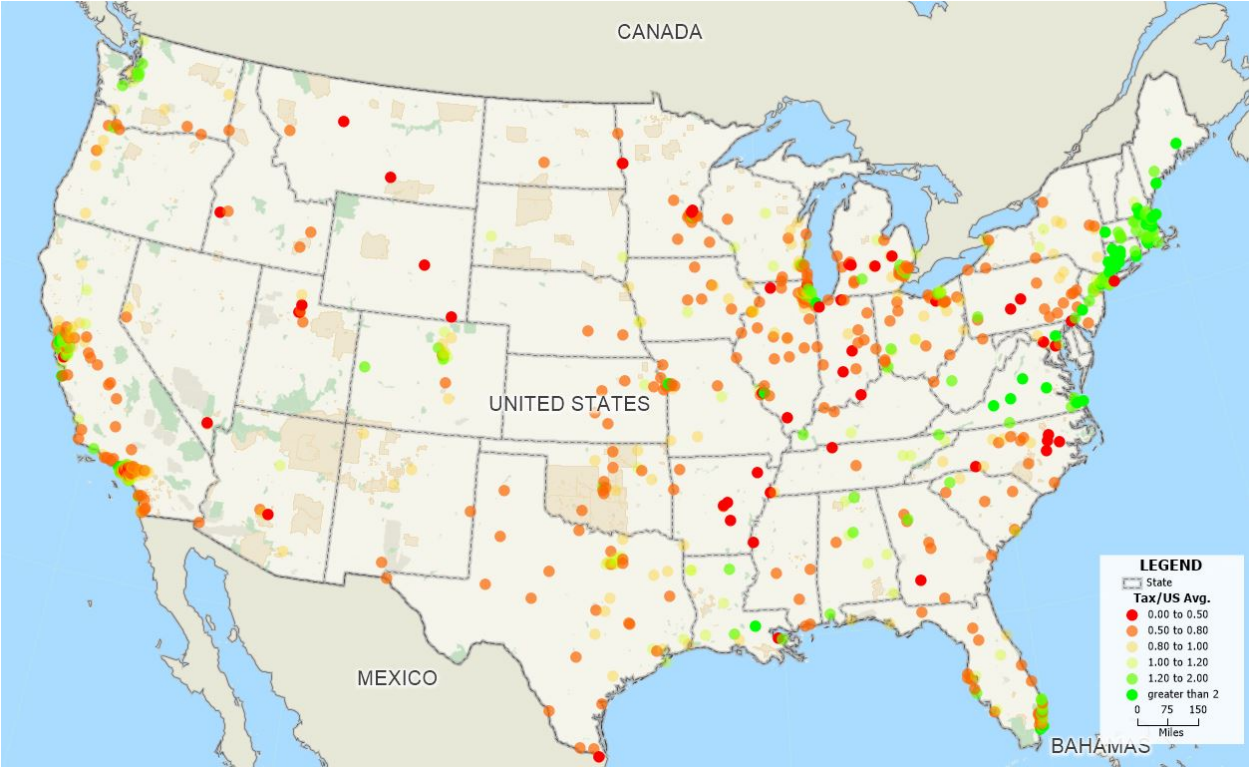 CANADA
UNITED STATES
MEXICO
BAHAMAS
LEGEND
State
Tax/US Avg.
0.00 to 0.50
0.50 to 0.80
0.80 to 1.00
1.00 to 1.20
1.20 to 2.00
greater than 2
0 75 150
Miles